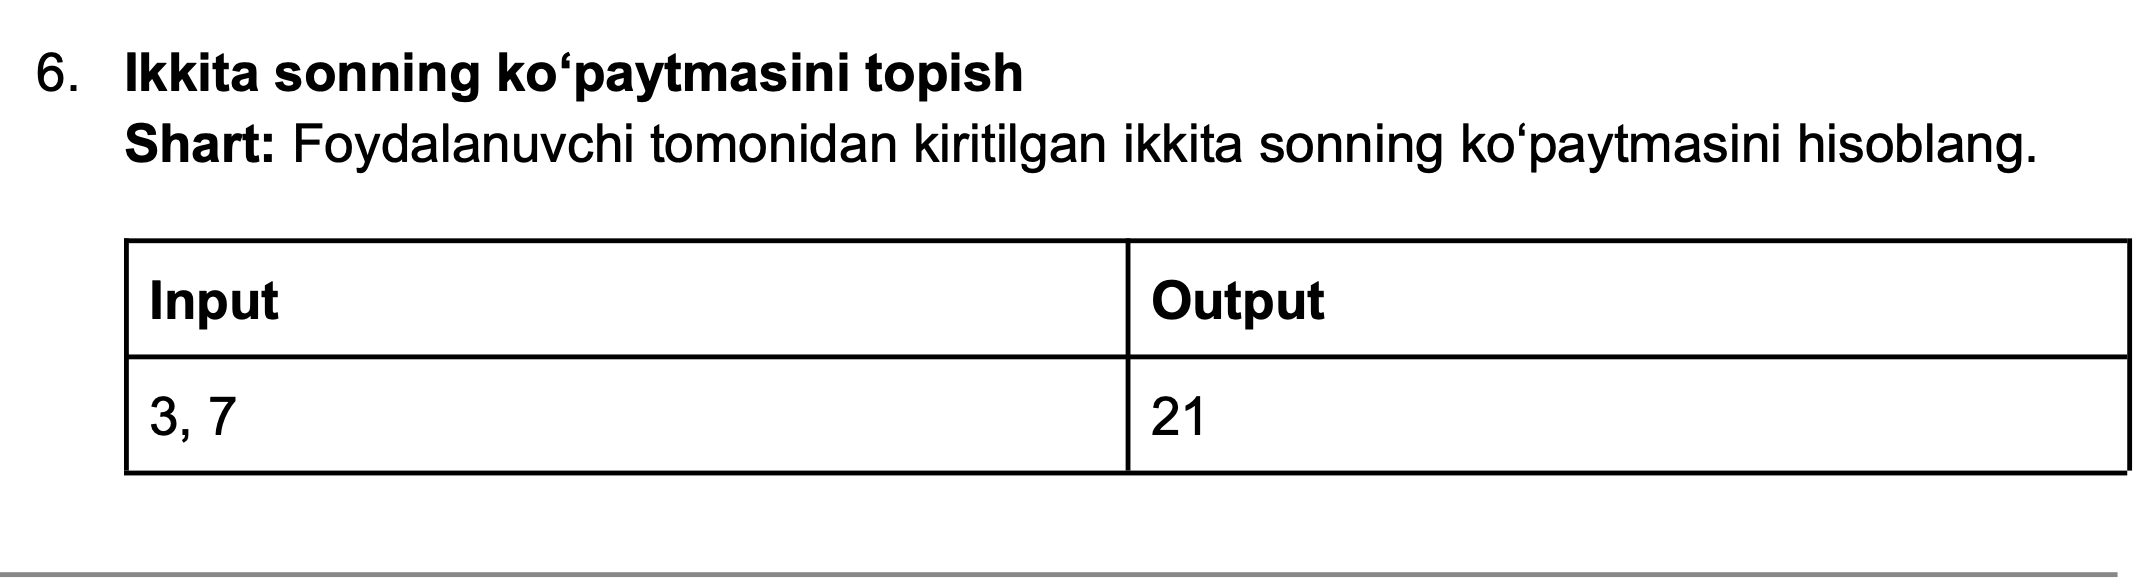 6. Ikkita sonning ko‘paytmasini topish
Shart: Foydalanuvchi tomonidan kiritilgan ikkita sonning ko‘paytmasini hisoblang.
Input Output
3, 7 21